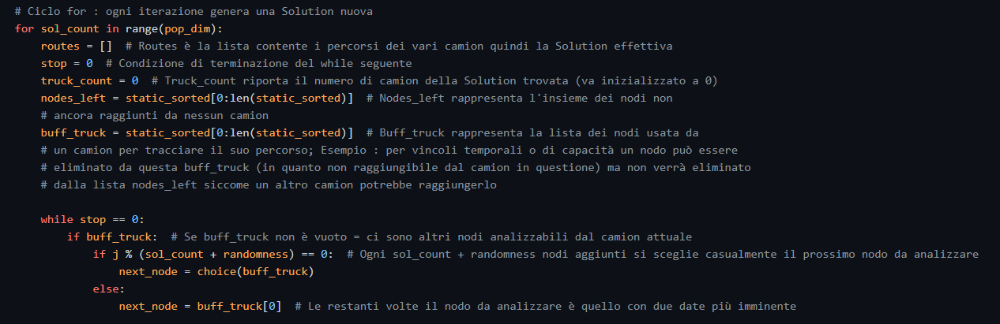 # Ciclo for : ogni iterazione genera una Solution nuova
for sol_count in range(pop_dim):
    routes = []  # Routes è la lista contente i percorsi dei vari camion quindi la Solution effettiva
    stop = 0  # Condizione di terminazione del while seguente
    truck_count = 0  # Truck_count riporta il numero di camion della Solution trovata (va inizializzato a 0)
    nodes_left = static_sorted[0:len(static_sorted)]  # Nodes_left rappresenta l'insieme dei nodi non
    # ancora raggiunti da nessun camion
    buff_truck = static_sorted[0:len(static_sorted)]  # Buff_truck rappresenta la lista dei nodi usata da
    # un camion per tracciare il suo percorso; Esempio : per vincoli temporali o di capacità un nodo può essere
    # eliminato da questa buff_truck (in quanto non raggiungibile dal camion in questione) ma non verrà eliminato
    # dalla lista nodes_left siccome un altro camion potrebbe raggiungerlo

    while stop == 0:
        if buff_truck:  # Se buff_truck non è vuoto = ci sono altri nodi analizzabili dal camion attuale
            if j % (sol_count + randomness) == 0:  # Ogni sol_count + randomness nodi aggiunti si sceglie casualmente il prossimo nodo da analizzare
                next_node = choice(buff_truck)
            else:
                next_node = buff_truck[0]  # Le restanti volte il nodo da analizzare è quello con due date più imminente